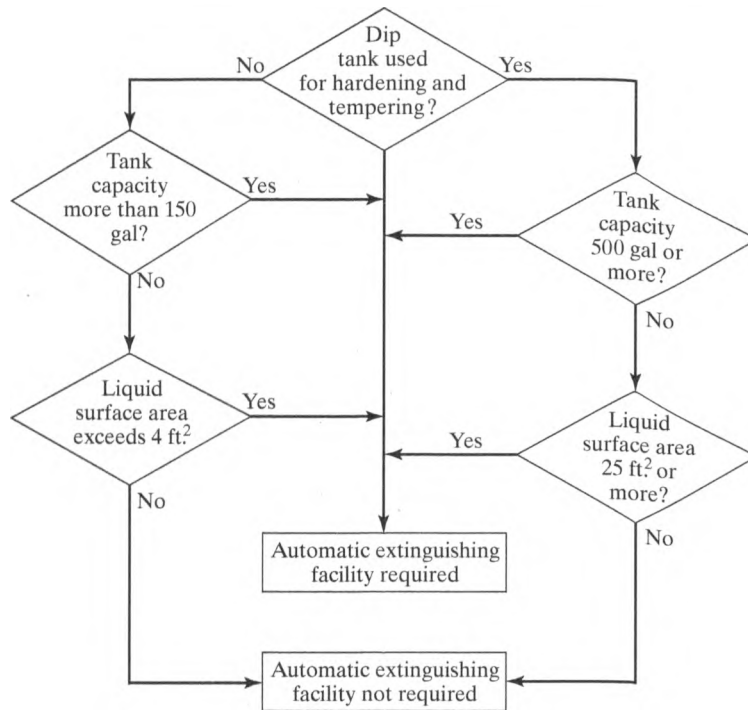 Dip
tank used
for hardening and
tempering?
No
Yes
Tank
capacity
more than 150
gal?
Yes
No
Tank
capacity
500 gal or
more?
Yes
No
Liquid
surface area
exceeds 4 ft.²
Yes
No
Liquid
surface area
25 ft.² or
more?
Yes
No
Automatic extinguishing
facility required
Automatic extinguishing
facility not required